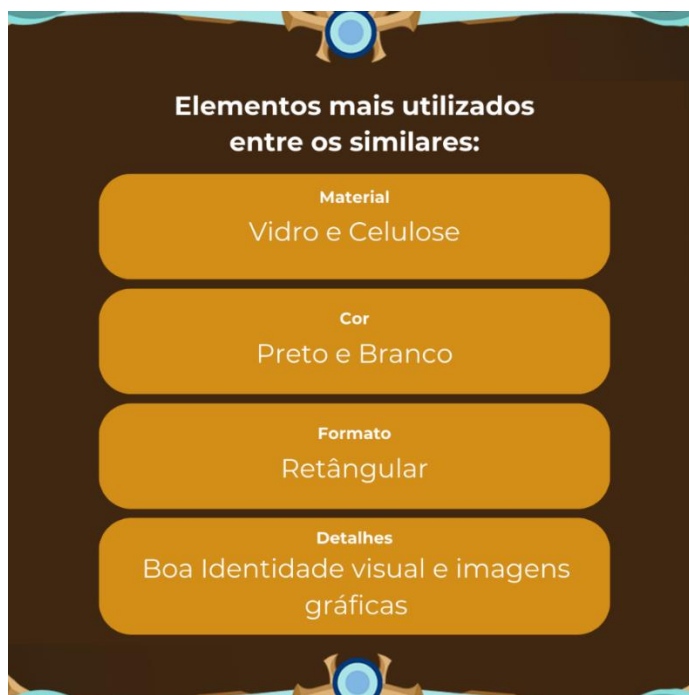 Elementos mais utilizados
entre os similares:
Material
Vidro e Celulose
Cor
Preto e Branco
Formato
Retângular
Detalhes
Boa Identidade visual e imagens
gráficas